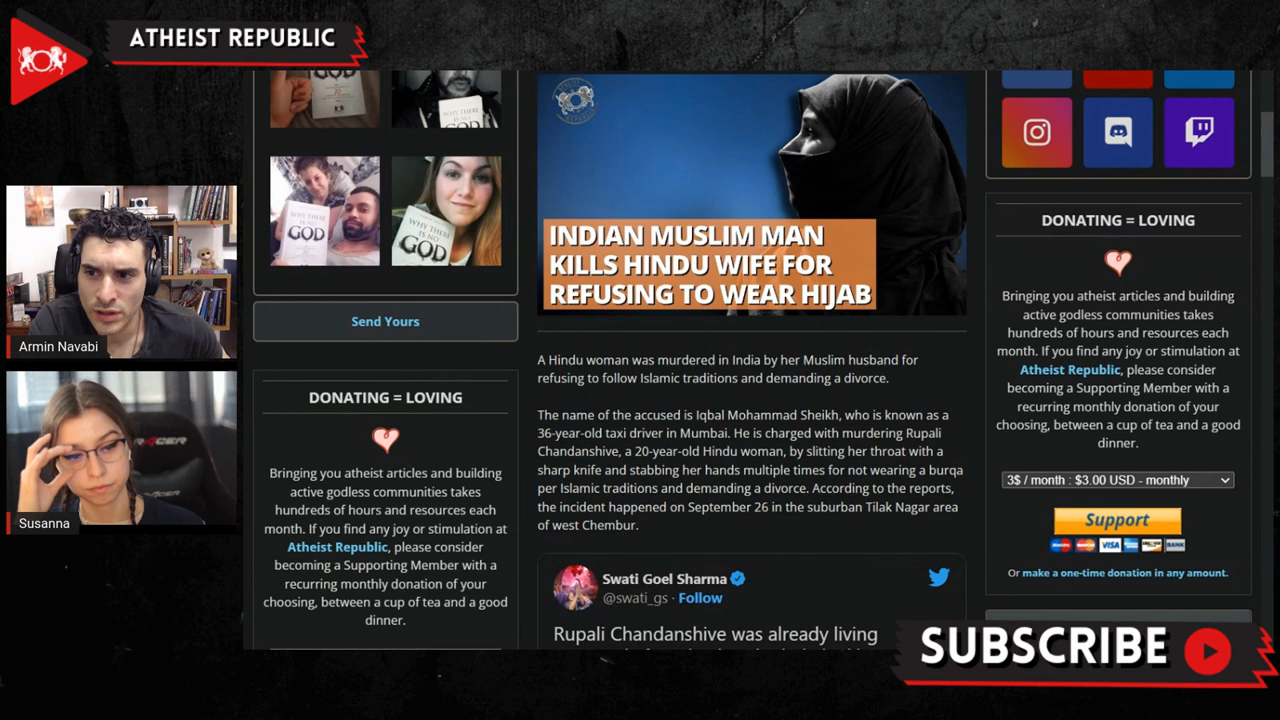 ATHEIST REPUBLIC
Armin Navabi
Susanna
GOD
GOD
WHY THERE
IS NO
GOD
WHY THERE
IS NO
GOD
Send Yours
DONATING = LOVING
Bringing you atheist articles and building
active godless communities takes
hundreds of hours and resources each
month. If you find any joy or stimulation at
Atheist Republic, please consider
becoming a Supporting Member with a
recurring monthly donation of your
choosing, between a cup of tea and a good
dinner.
INDIAN MUSLIM MAN
KILLS HINDU WIFE FOR
REFUSING TO WEAR HIJAB
A Hindu woman was murdered in India by her Muslim husband for
refusing to follow Islamic traditions and demanding a divorce.
The name of the accused is Iqbal Mohammad Sheikh, who is known as a
36-year-old taxi driver in Mumbai. He is charged with murdering Rupali
Chandanshive, a 20-year-old Hindu woman, by slitting her throat with a
sharp knife and stabbing her hands multiple times for not wearing a burqa
per Islamic traditions and demanding a divorce. According to the reports,
the incident happened on September 26 in the suburban Tilak Nagar area
of west Chembur.
Swati Goel Sharma
@swati_gs · Follow
Rupali Chandanshive was already living
DONATING = LOVING
Bringing you atheist articles and building
active godless communities takes
hundreds of hours and resources each
month. If you find any joy or stimulation at
Atheist Republic, please consider
becoming a Supporting Member with a
recurring monthly donation of your
choosing, between a cup of tea and a good
dinner.
3$ / month : $3.00 USD - monthly
Support
VISA
BANK
Or make a one-time donation in any amount.
SUBSCRIBE